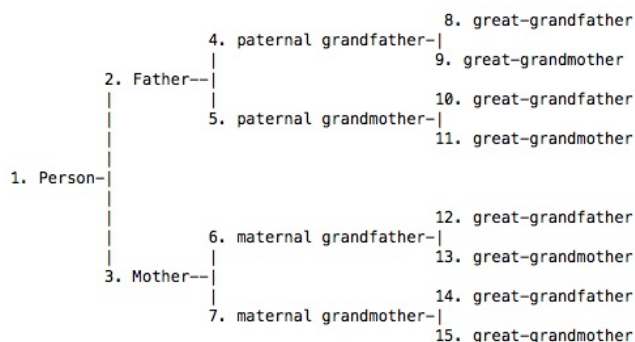 8. great-grandfather
4. paternal grandfather-|
| 9. great-grandmother
2. Father--|
| | 10. great-grandfather
| 5. paternal grandmother-|
| 11. great-grandmother
|
1. Person-|
|
| 12. great-grandfather
| 6. maternal grandfather-|
| | 13. great-grandmother
3. Mother--|
| 14. great-grandfather
7. maternal grandmother-|
15. great-grandmother